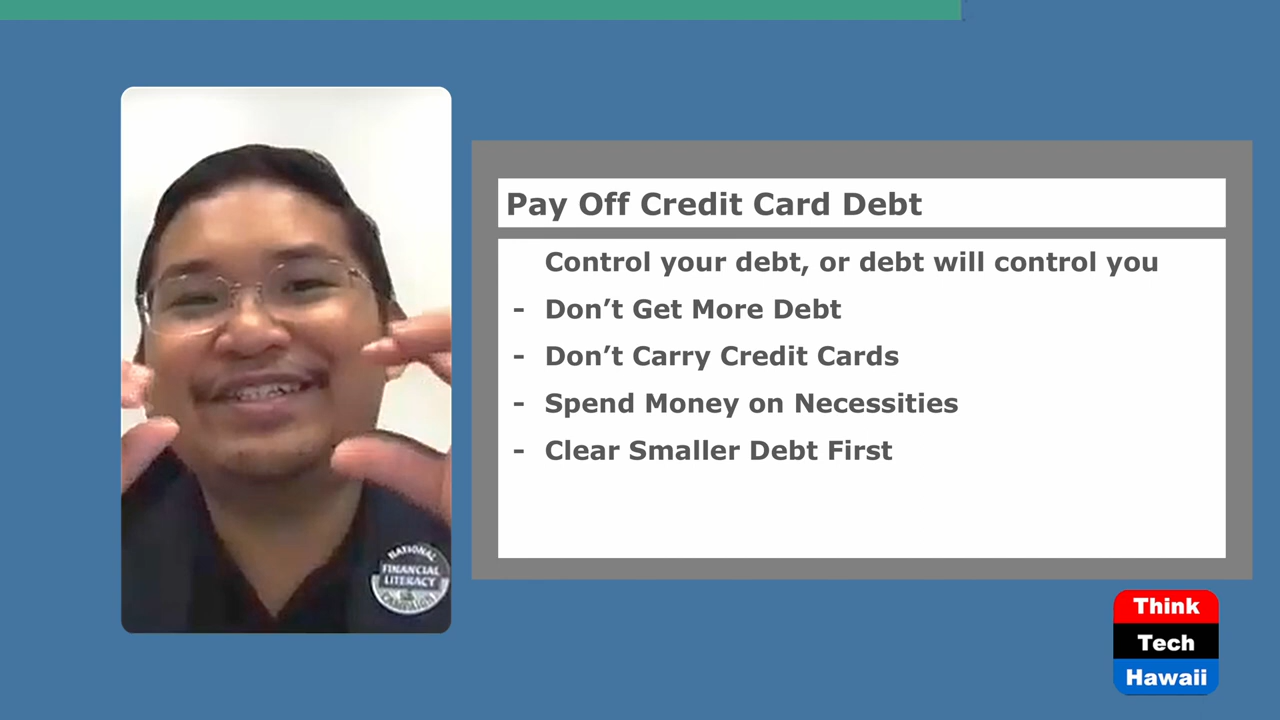 Pay Off Credit Card Debt
Control your debt, or debt will control you
- Don’t Get More Debt
- Don’t Carry Credit Cards
- Spend Money on Necessities
- Clear Smaller Debt First
NATIONAL
FINANCIAL
LITERACY
CAMPAIGN
Think
Tech
Hawaii